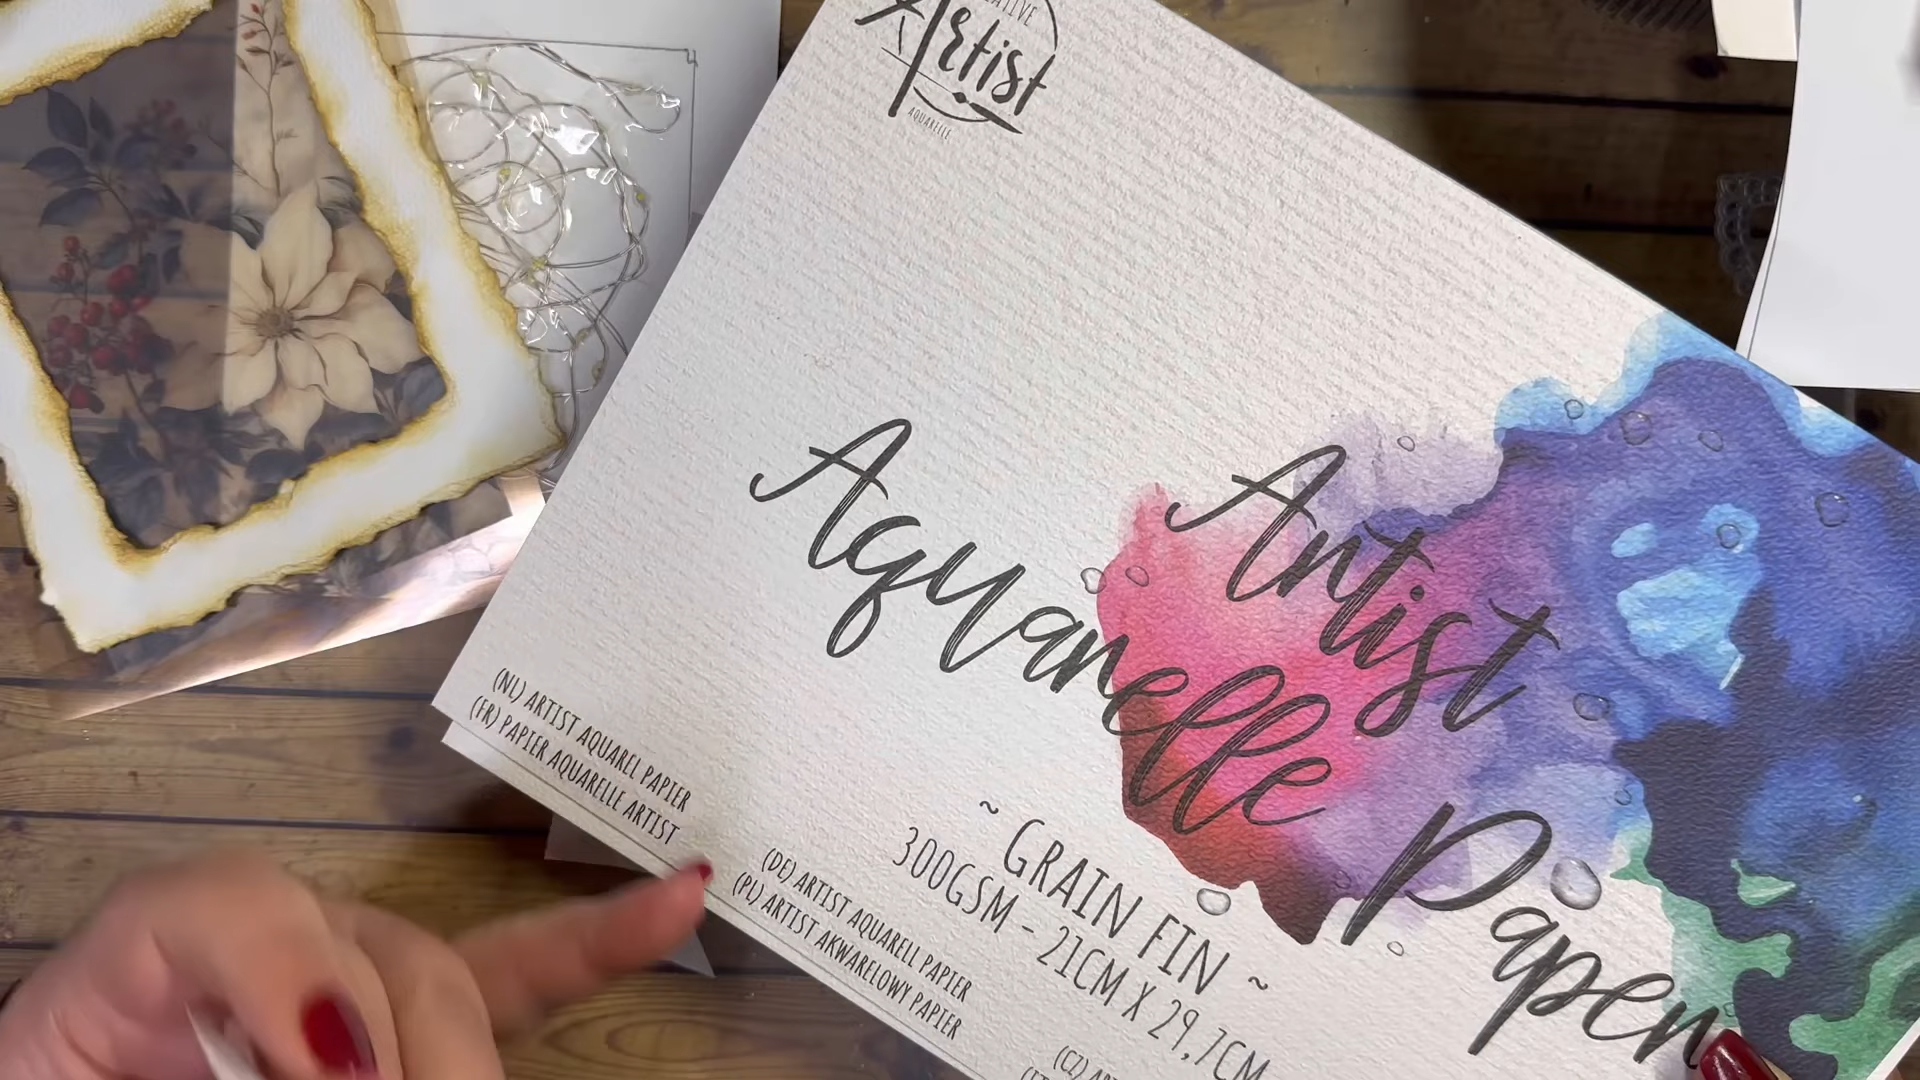 Artist
AQUARELLE
Artist
Aquarelle
Paper
~ GRAIN FIN ~
300GSM - 21CM X 29,7CM
(NL) ARTIST AQUAREL PAPIER
(FR) PAPIER AQUARELLE ARTIST
(DE) ARTIST AQUARELL PAPIER
(PL) ARTIST AKWARELOWY PAPIER
(CZ)